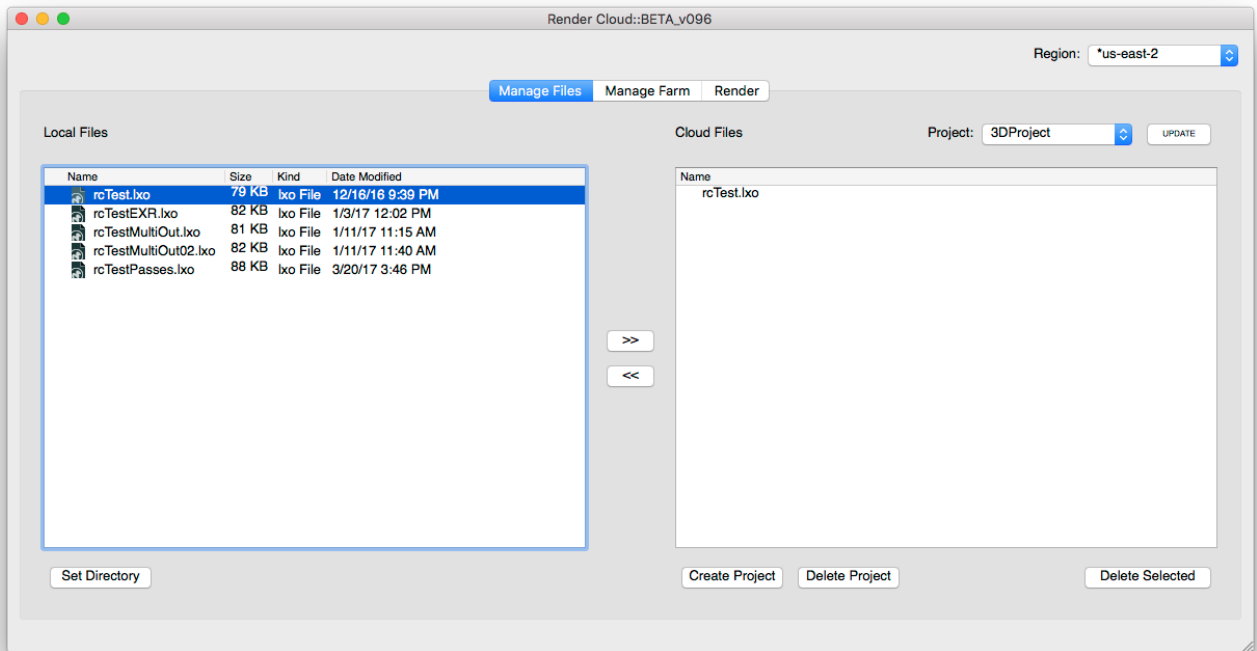 Render Cloud::BETA_v096
Region: *us-east-2
Manage Files Manage Farm Render
Local Files
Cloud Files Project: 3DProject UPDATE
Name Size Kind Date Modified
rcTest.lxo 79 KB lxo File 12/16/16 9:39 PM
rcTestEXR.lxo 82 KB lxo File 1/3/17 12:02 PM
rcTestMultiOut.lxo 81 KB lxo File 1/11/17 11:15 AM
rcTestMultiOut02.lxo 82 KB lxo File 1/11/17 11:40 AM
rcTestPasses.lxo 88 KB lxo File 3/20/17 3:46 PM
Name
rcTest.lxo
>>
<<
Set Directory
Create Project Delete Project Delete Selected